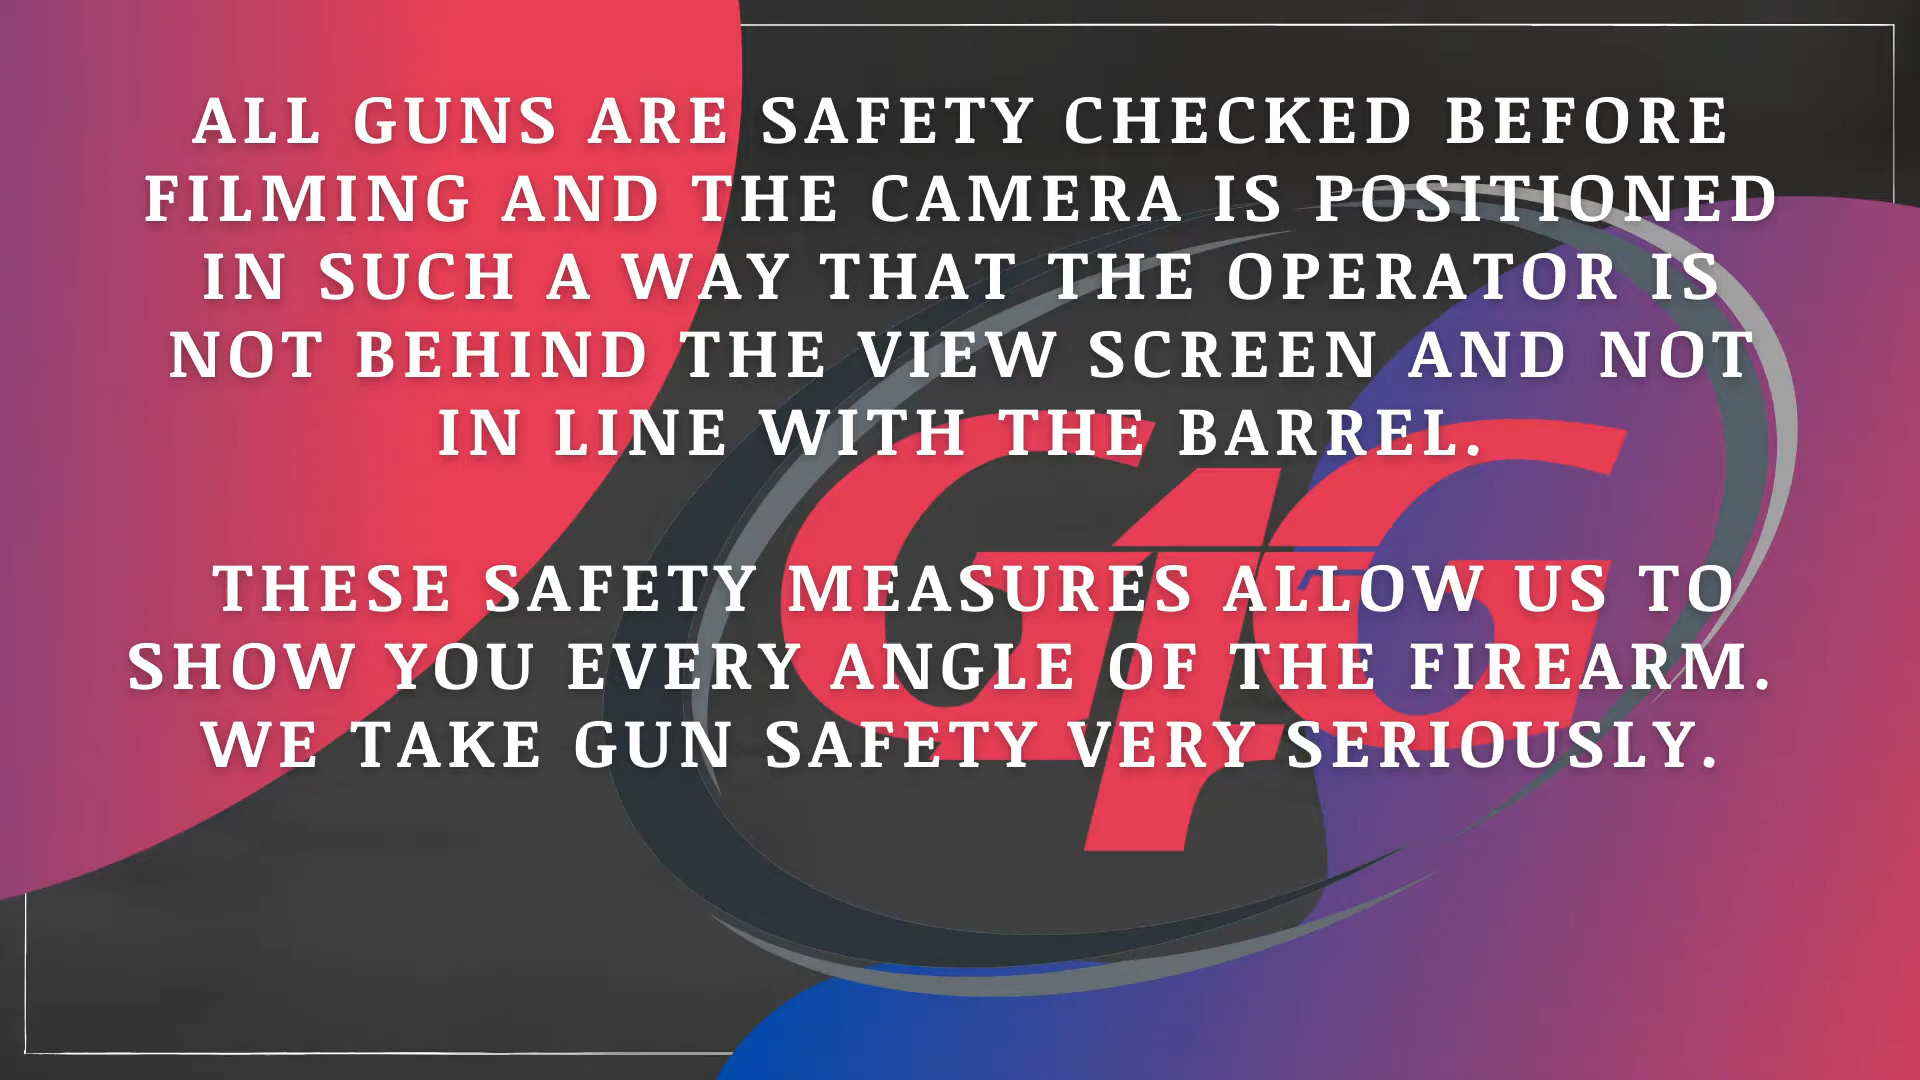 ALL GUNS ARE SAFETY CHECKED BEFORE
FILMING AND THE CAMERA IS POSITIONED
IN SUCH A WAY THAT THE OPERATOR IS
NOT BEHIND THE VIEW SCREEN AND NOT
IN LINE WITH THE BARREL.
THESE SAFETY MEASURES ALLOW US TO
SHOW YOU EVERY ANGLE OF THE FIREARM.
WE TAKE GUN SAFETY VERY SERIOUSLY.